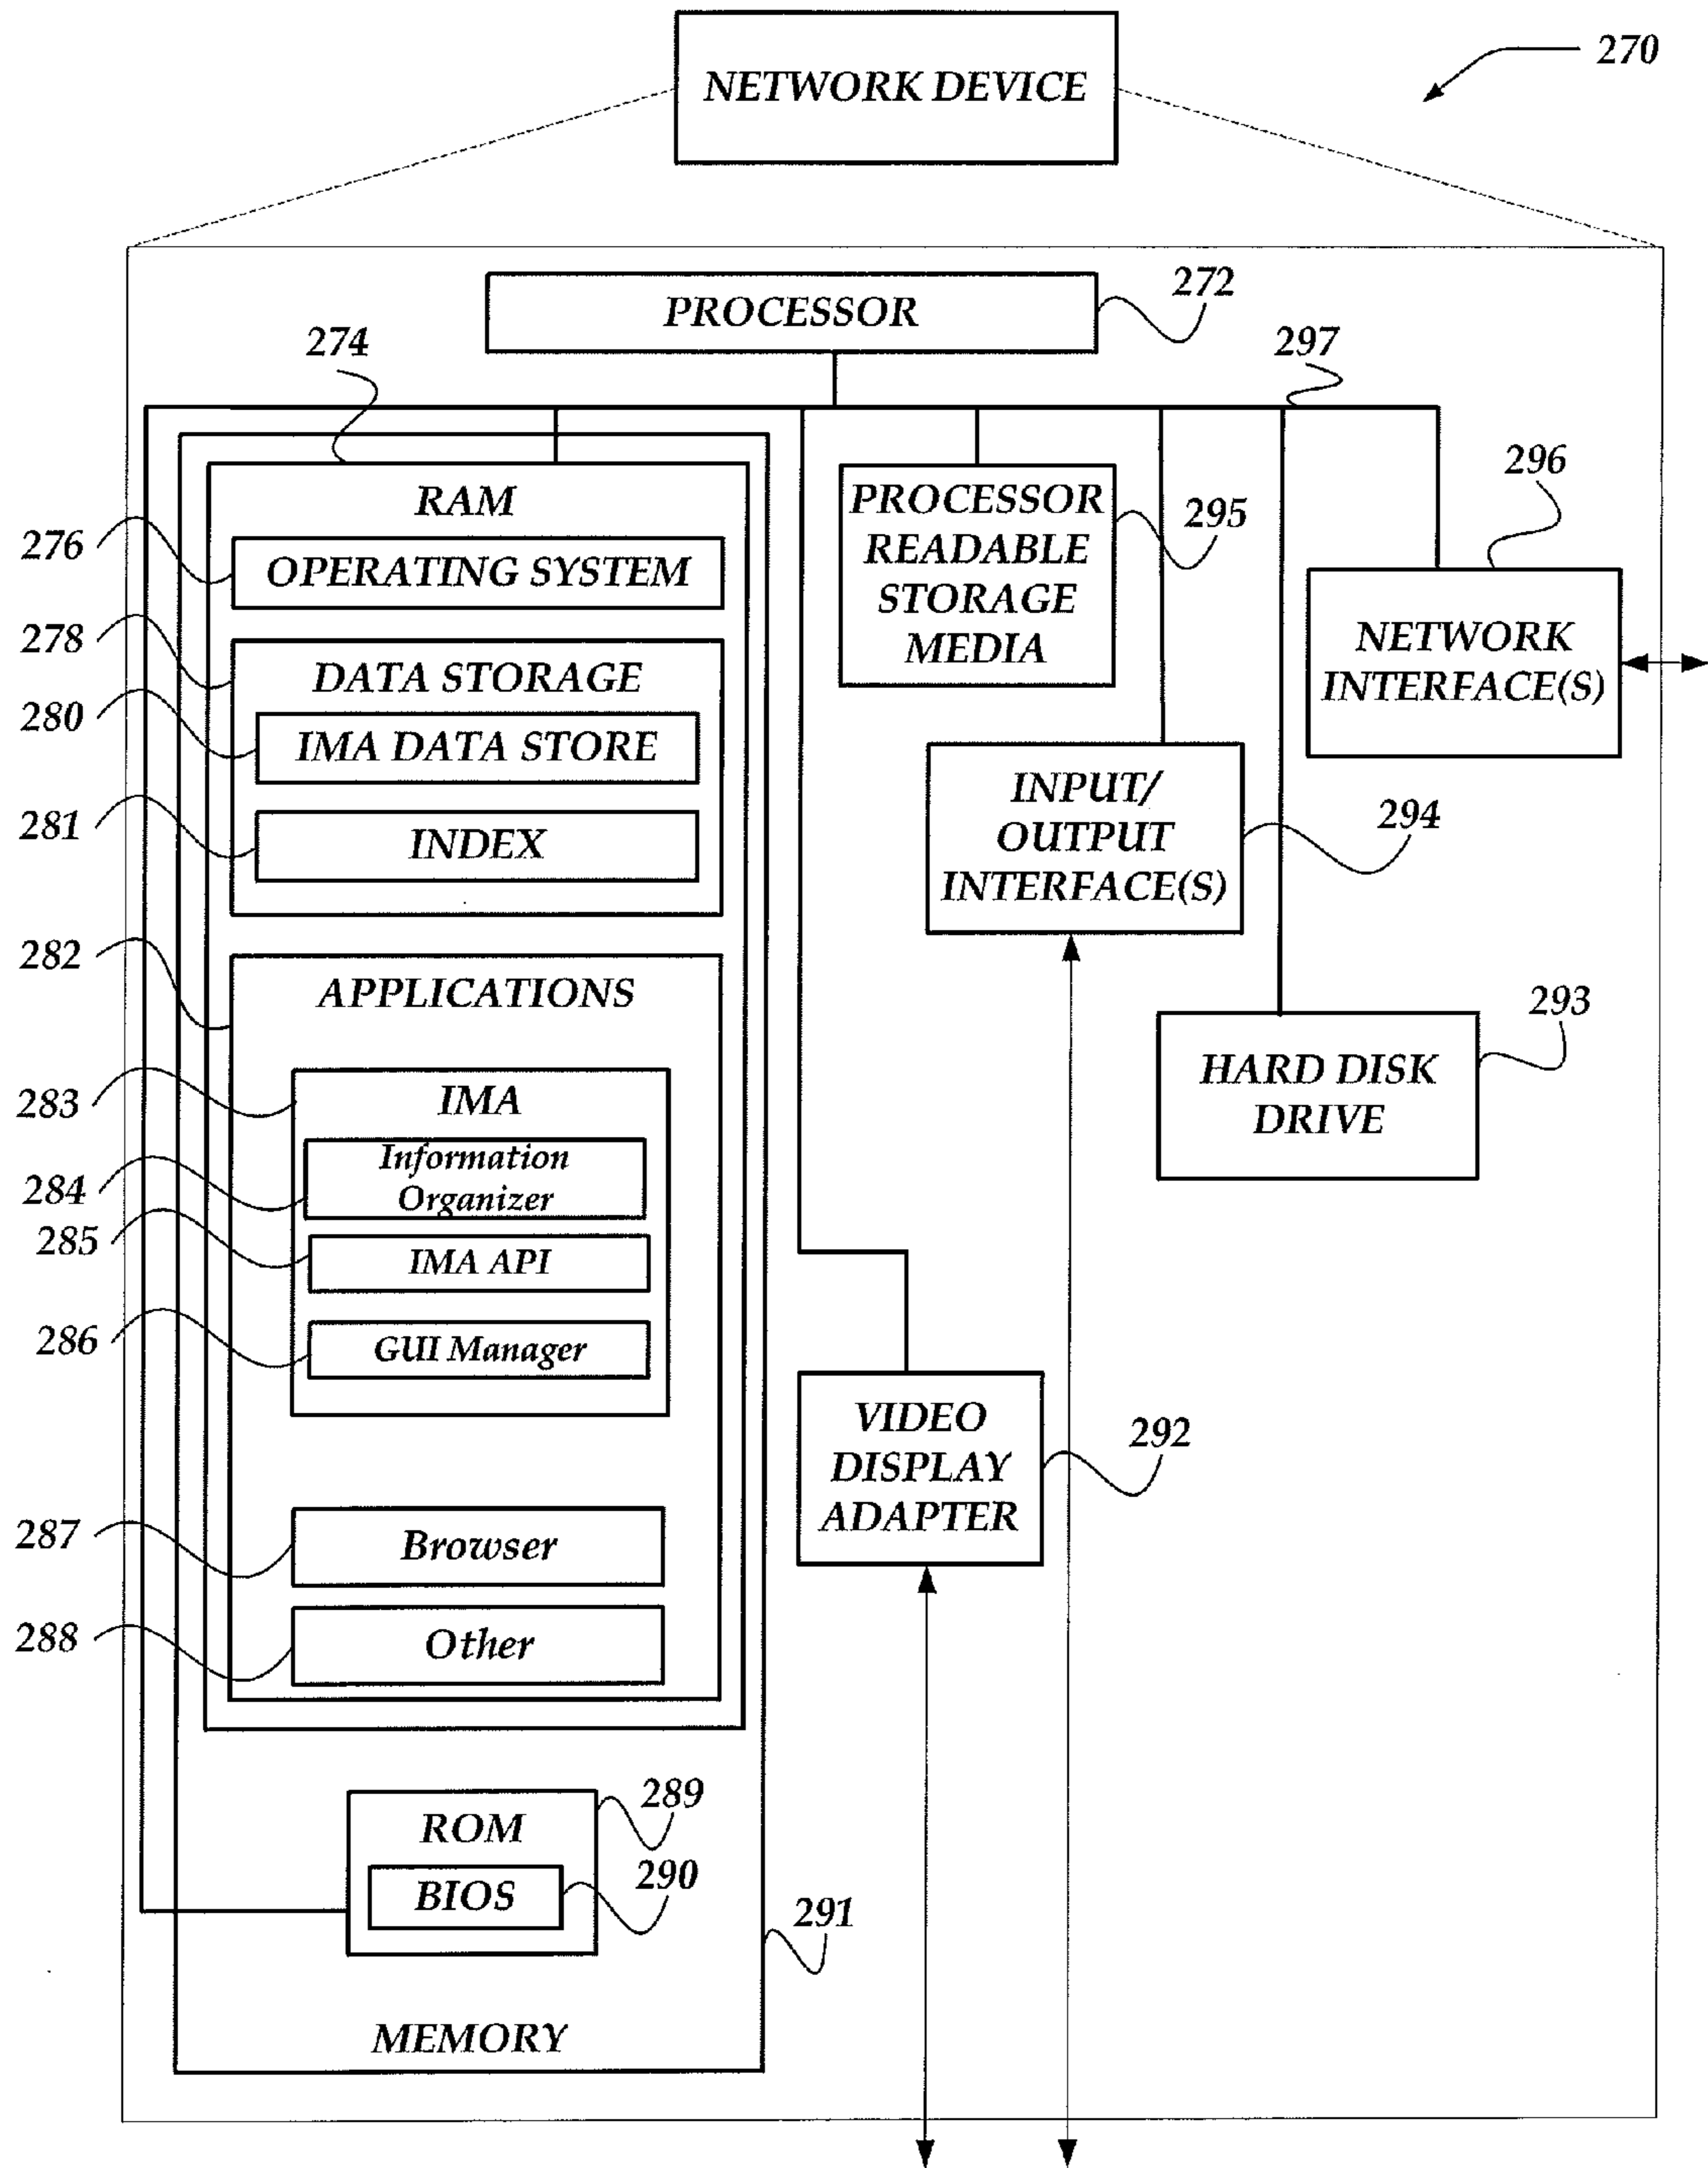 NETWORK DEVICE
270
PROCESSOR
272
274
297
RAM
276
OPERATING SYSTEM
278
DATA STORAGE
280
IMA DATA STORE
281
INDEX
282
APPLICATIONS
283
IMA
284
Information
Organizer
285
IMA API
286
GUI Manager
287
Browser
288
Other
ROM
289
BIOS
290
291
MEMORY
PROCESSOR
READABLE
STORAGE
MEDIA
295
296
NETWORK
INTERFACE(S)
INPUT/
OUTPUT
INTERFACE(S)
294
293
HARD DISK
DRIVE
VIDEO
DISPLAY
ADAPTER
292